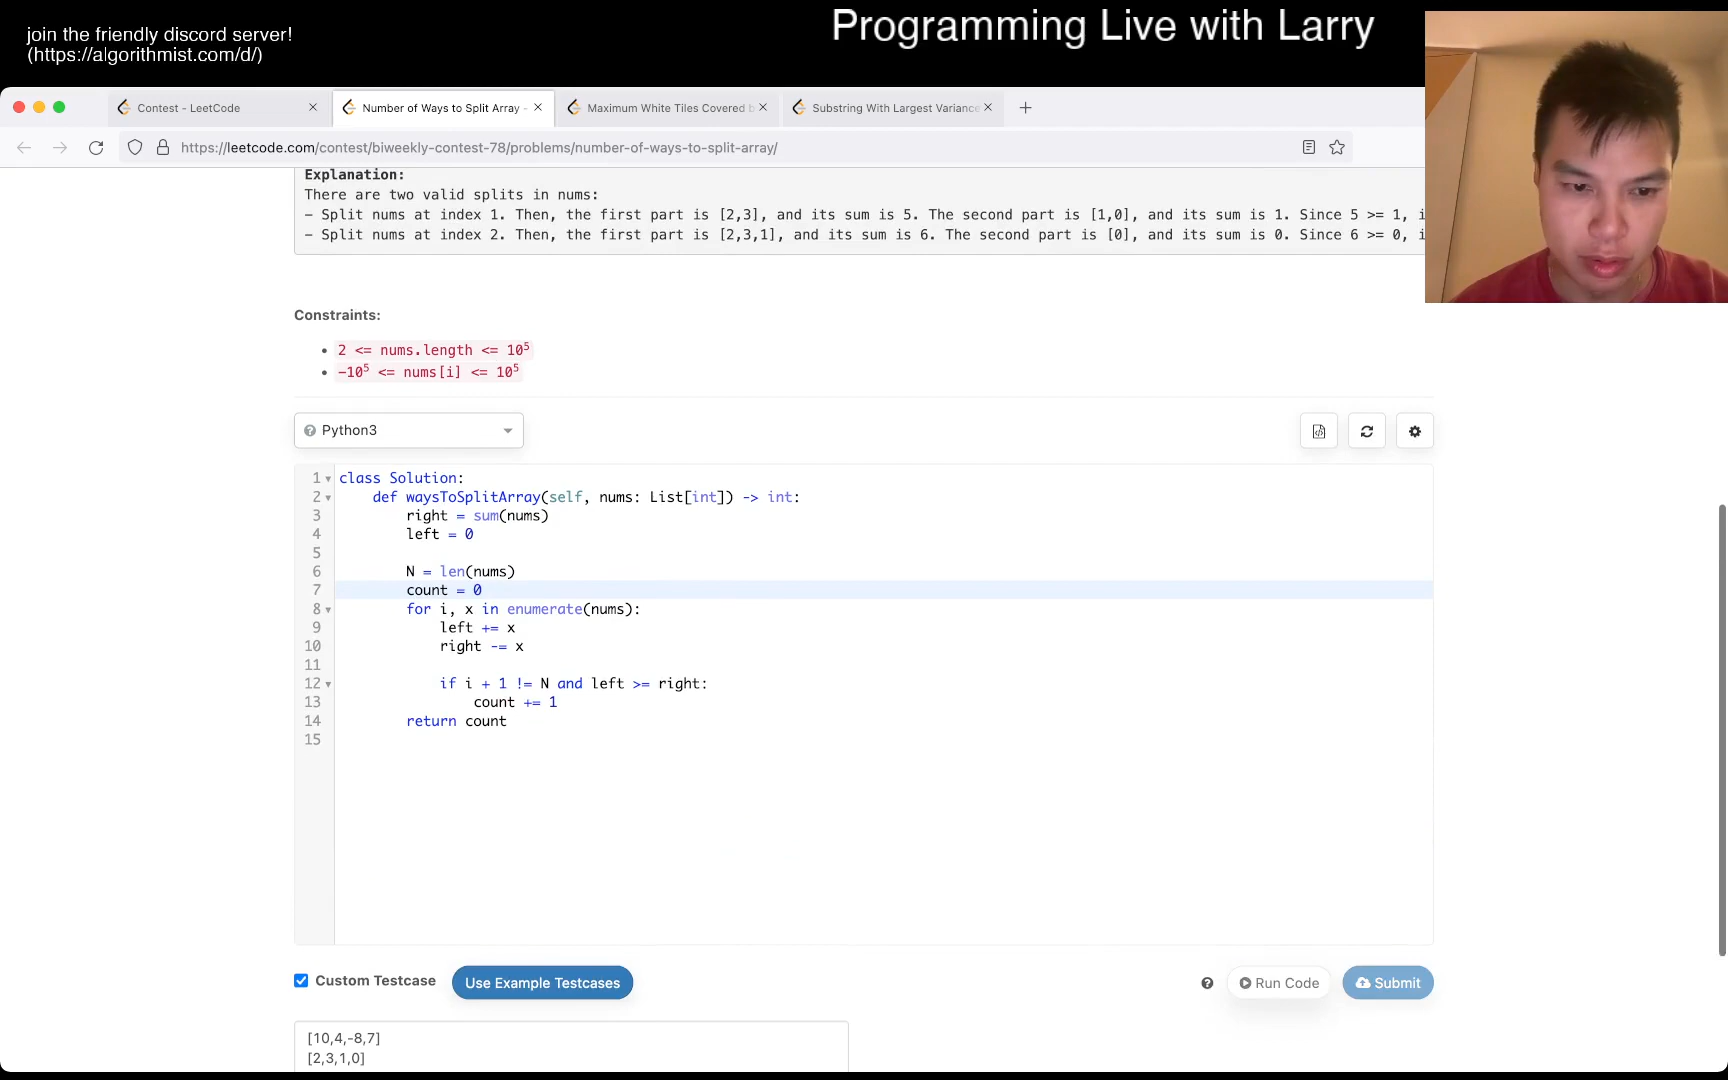 join the friendly discord server!
(https://algorithmist.com/d/)
Programming Live with Larry
Contest - LeetCode
Number of Ways to Split Array -
Maximum White Tiles Covered b
Substring With Largest Variance
https://leetcode.com/contest/biweekly-contest-78/problems/number-of-ways-to-split-array/
Explanation:
There are two valid splits in nums:
- Split nums at index 1. Then, the first part is [2,3], and its sum is 5. The second part is [1,0], and its sum is 1. Since 5 >= 1, i
- Split nums at index 2. Then, the first part is [2,3,1], and its sum is 6. The second part is [0], and its sum is 0. Since 6 >= 0, i
Constraints:
• 2 <= nums.length <= 10⁵
• -10⁵ <= nums[i] <= 10⁵
Python3
1 class Solution:
2     def waysToSplitArray(self, nums: List[int]) -> int:
3         right = sum(nums)
4         left = 0
5
6         N = len(nums)
7         count = 0
8         for i, x in enumerate(nums):
9             left += x
10             right -= x
11
12             if i + 1 != N and left >= right:
13                 count += 1
14         return count
15
Custom Testcase
Use Example Testcases
Run Code
Submit
[10,4,-8,7]
[2,3,1,0]